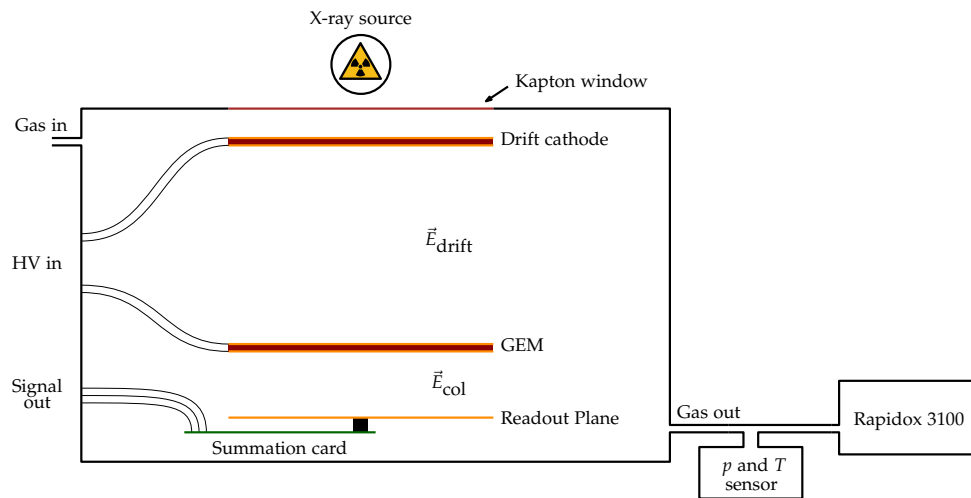 X-ray source
Kapton window
Gas in
Drift cathode
E⃗drift
HV in
GEM
E⃗col
Signal
out
Readout Plane
Gas out
Rapidox 3100
Summation card
p and T
sensor